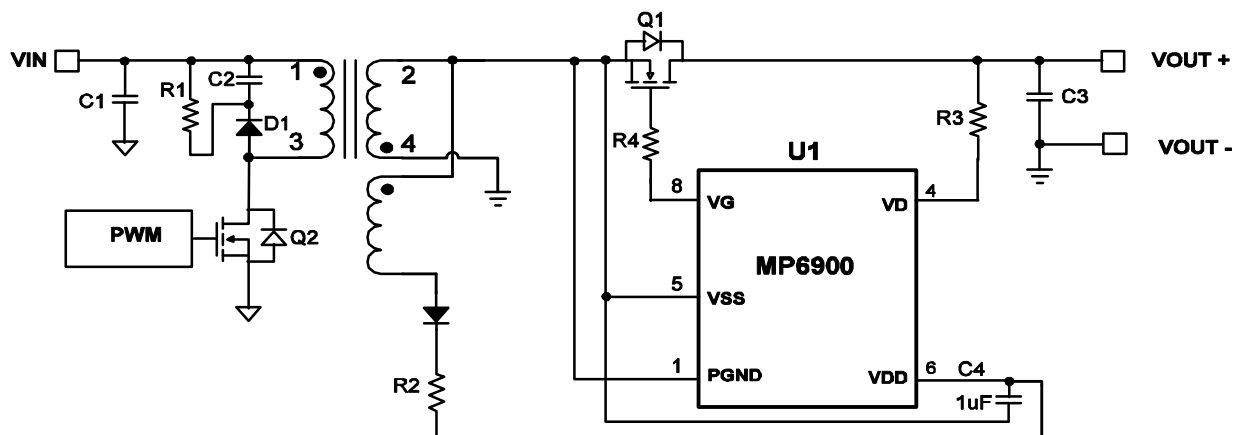 Q1
VIN
VOUT +
C1
R1
C2
1
2
D1
3
4
R4
R3
C3
U1
VOUT -
8
VG
VD
4
PWM
Q2
MP6900
5
VSS
1
PGND
VDD
6
C4
1uF
R2